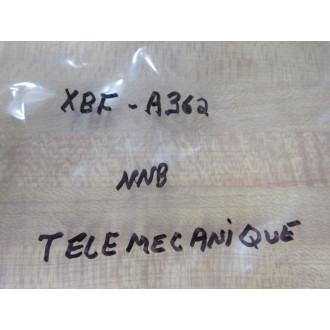 XBF - A362
NNB
TELEMECANiQUE